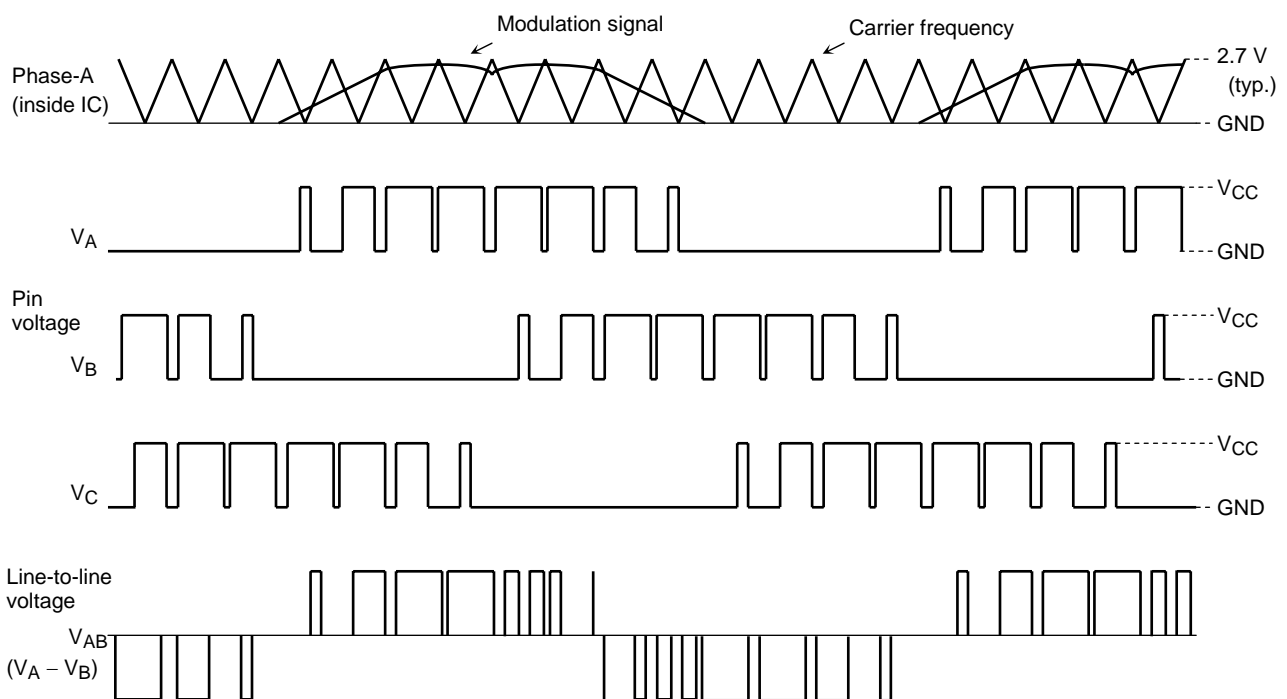 Modulation signal
Carrier frequency
Phase-A
(inside IC)
2.7 V
(typ.)
GND
VCC
VA
GND
Pin
voltage
VCC
VB
GND
VCC
VC
GND
Line-to-line
voltage
VAB
(VA − VB)